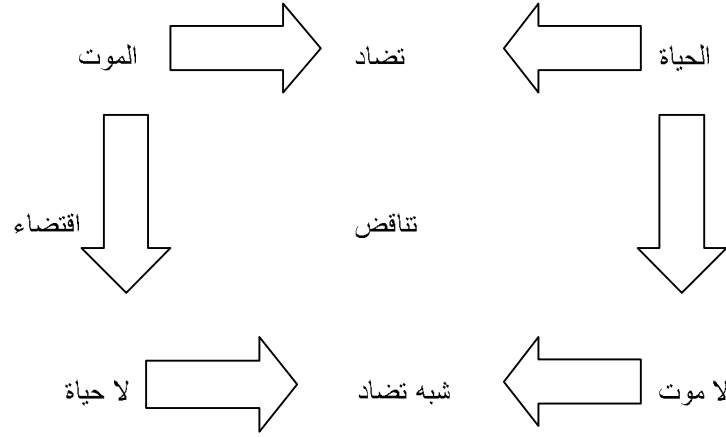 الحياة تضاد الموت
تناقض اقتضاء
لا موت شبه تضاد لا حياة